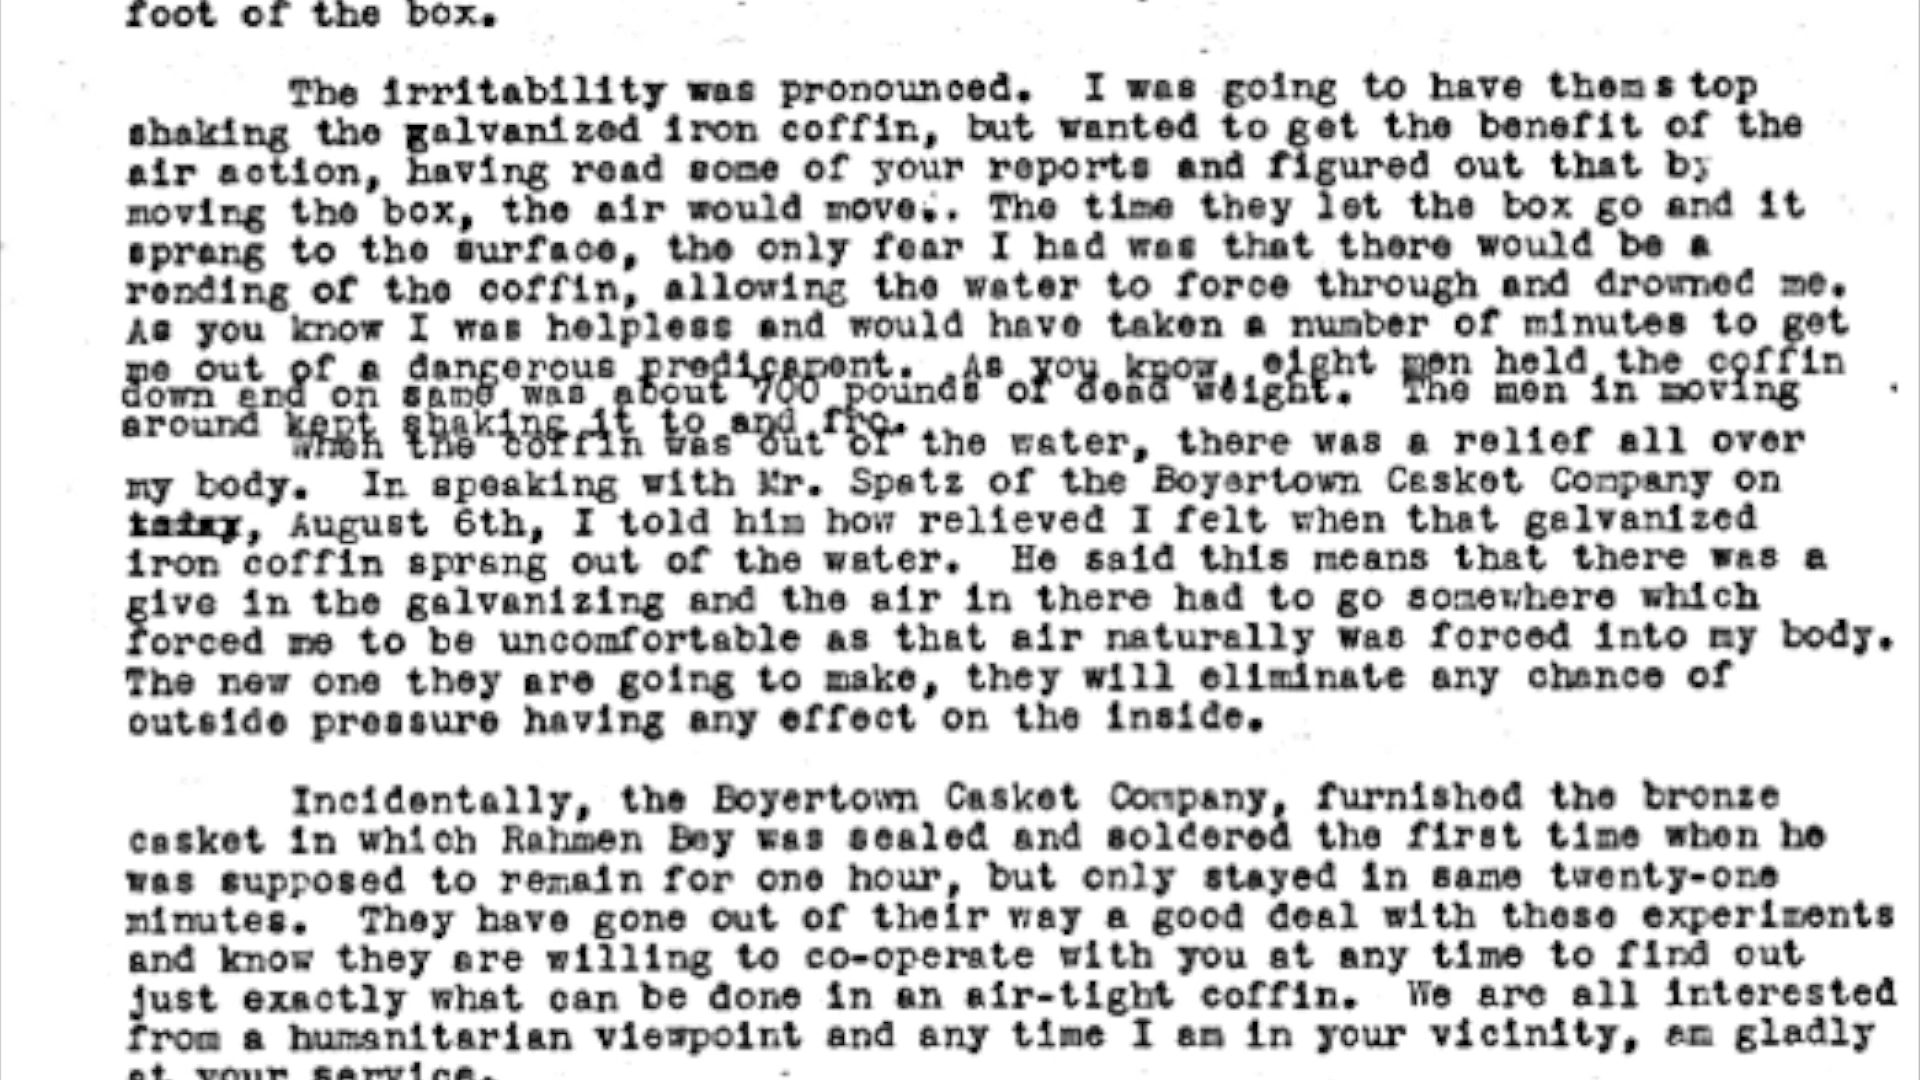 foot of the box.
The irritability was pronounced. I was going to have thems top
shaking the galvanized iron coffin, but wanted to get the benefit of the
air action, having read some of your reports and figured out that by
moving the box, the air would move.. The time they let the box go and it
sprang to the surface, the only fear I had was that there would be a
rending of the coffin, allowing the water to force through and drowned me.
As you know I was helpless and would have taken a number of minutes to get
me out of a dangerous predicament. As you know, eight men held the coffin
down and on same was about 700 pounds of dead weight. The men in moving
around kept shaking it to and fro.
When the coffin was out of the water, there was a relief all over
my body. In speaking with Mr. Spatz of the Boyertown Casket Company on
, August 6th, I told him how relieved I felt when that galvanized
iron coffin sprang out of the water. He said this means that there was a
give in the galvanizing and the air in there had to go somewhere which
forced me to be uncomfortable as that air naturally was forced into my body.
The new one they are going to make, they will eliminate any chance of
outside pressure having any effect on the inside.
Incidentally, the Boyertown Casket Company, furnished the bronze
casket in which Rahmen Bey was sealed and soldered the first time when he
was supposed to remain for one hour, but only stayed in same twenty-one
minutes. They have gone out of their way a good deal with these experiments
and know they are willing to co-operate with you at any time to find out
just exactly what can be done in an air-tight coffin. We are all interested
from a humanitarian viewpoint and any time I am in your vicinity, am gladly
at your service.